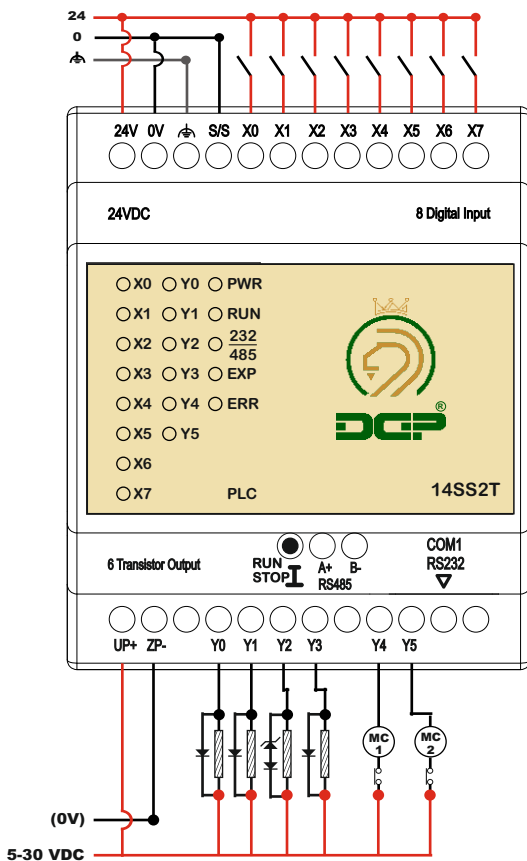 24
0
24V 0V S/S X0 X1 X2 X3 X4 X5 X6 X7
24VDC 8 Digital Input
X0 Y0 PWR
X1 Y1 RUN
X2 Y2 232
485
X3 Y3 EXP
X4 Y4 ERR
X5 Y5
X6
X7 PLC
DCP®
14SS2T
6 Transistor Output
RUN
STOP
A+ B-
RS485
COM1
RS232
UP+ ZP- Y0 Y1 Y2 Y3 Y4 Y5
MC
1
MC
2
(0V)
5-30 VDC